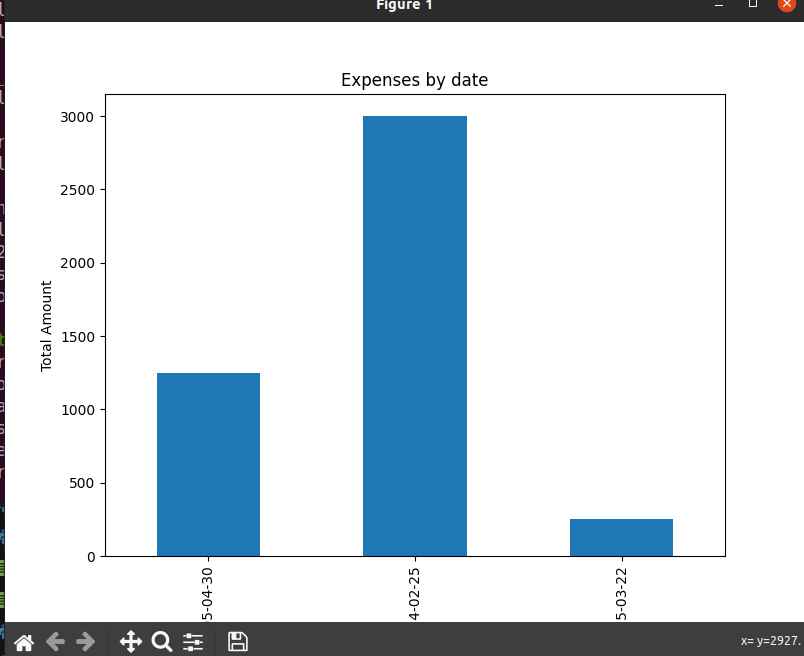 Figure 1
Expenses by date
Total Amount
3000
2500
2000
1500
1000
500
0
5-04-30
4-02-25
5-03-22
x= y=2927.